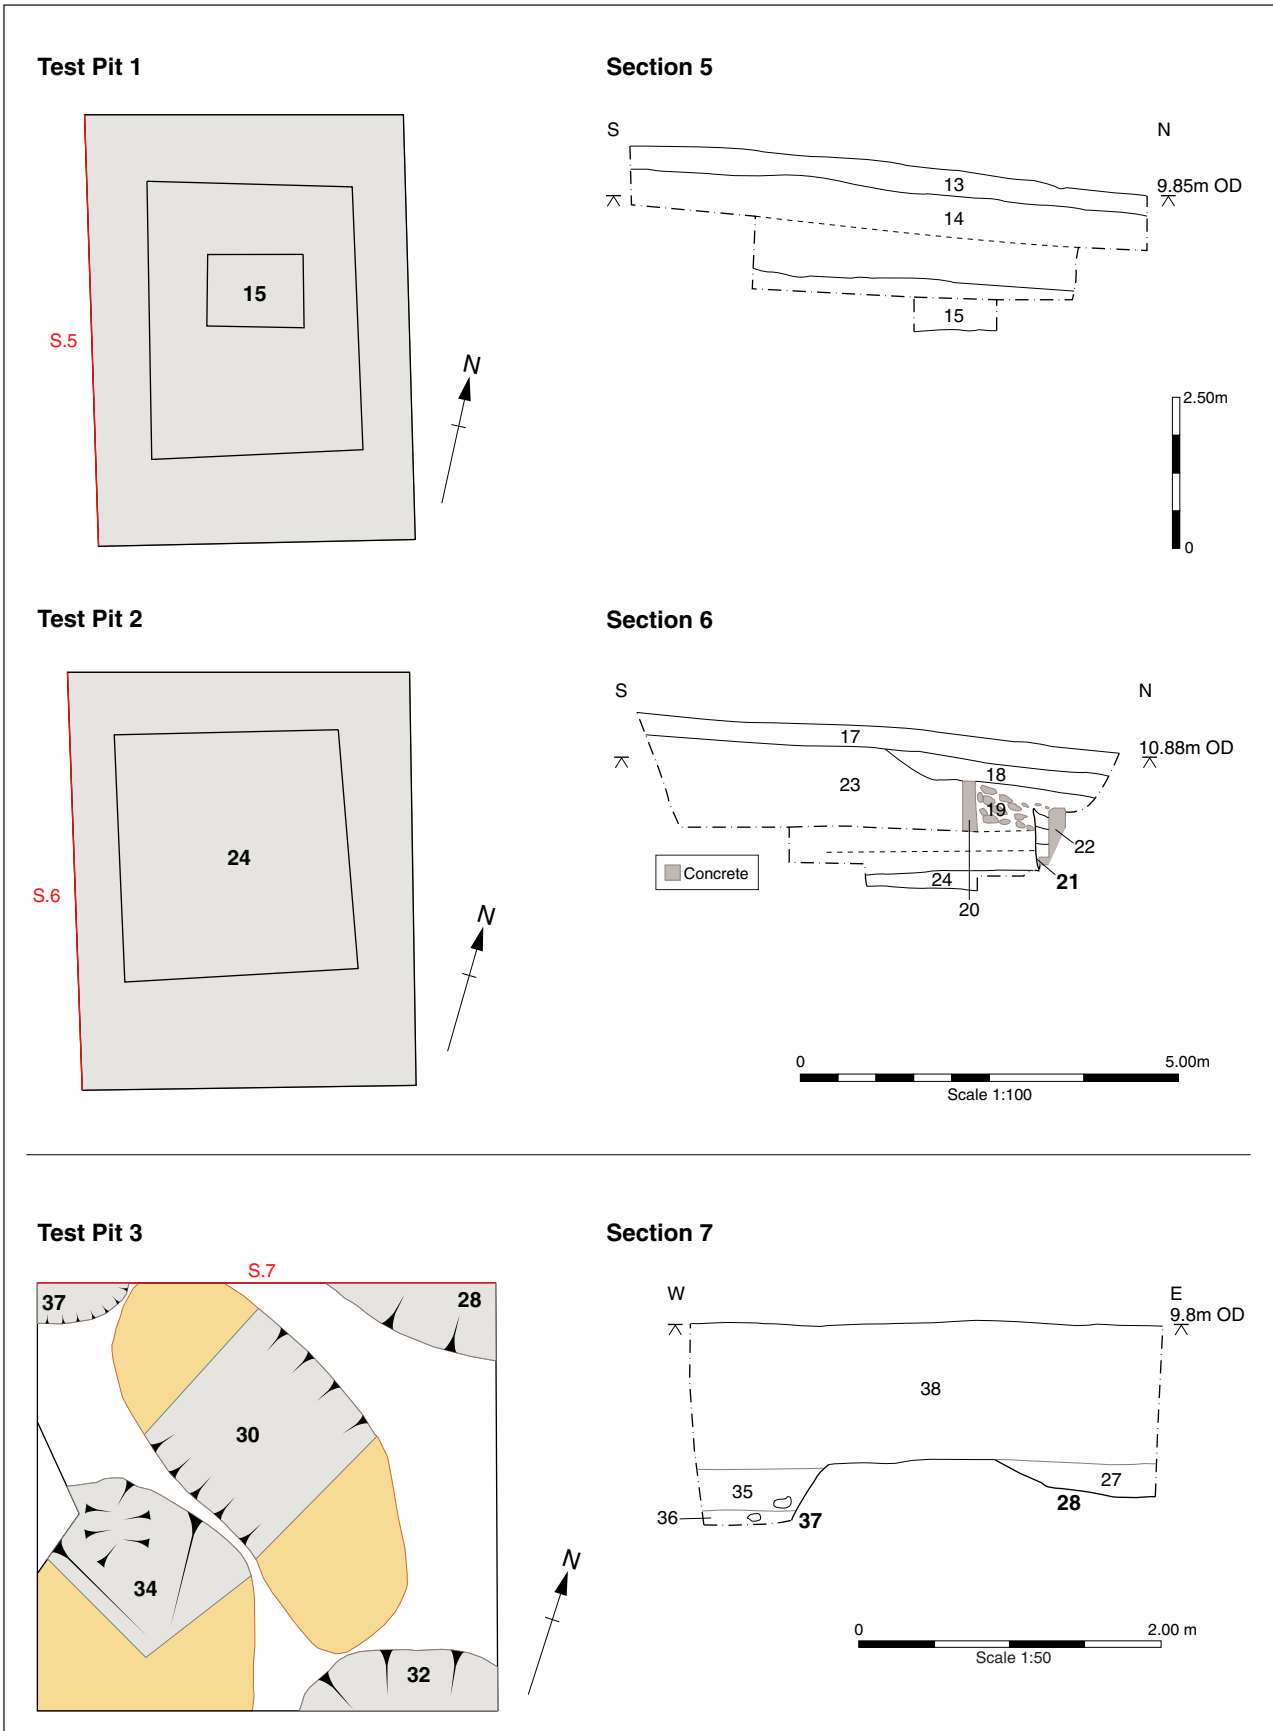 Test Pit 1
Section 5
S
N
13
9.85m OD
14
15
S.5
N
15
2.50m
0
Test Pit 2
Section 6
S
N
17
10.88m OD
18
23
19
22
Concrete
24
21
20
24
S.6
N
0
5.00m
Scale 1:100
Test Pit 3
Section 7
S.7
W
E
37
28
9.8m OD
38
30
27
35
28
36
37
N
34
32
0
2.00 m
Scale 1:50